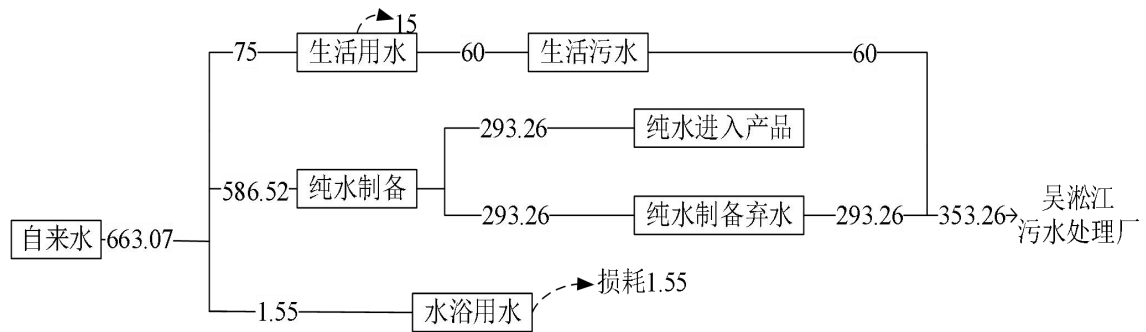 15
75
生活用水
60
生活污水
60
293.26
纯水进入产品
586.52
纯水制备
293.26
纯水制备弃水
293.26
353.26
吴淞江
污水处理厂
自来水
663.07
1.55
水浴用水
损耗1.55